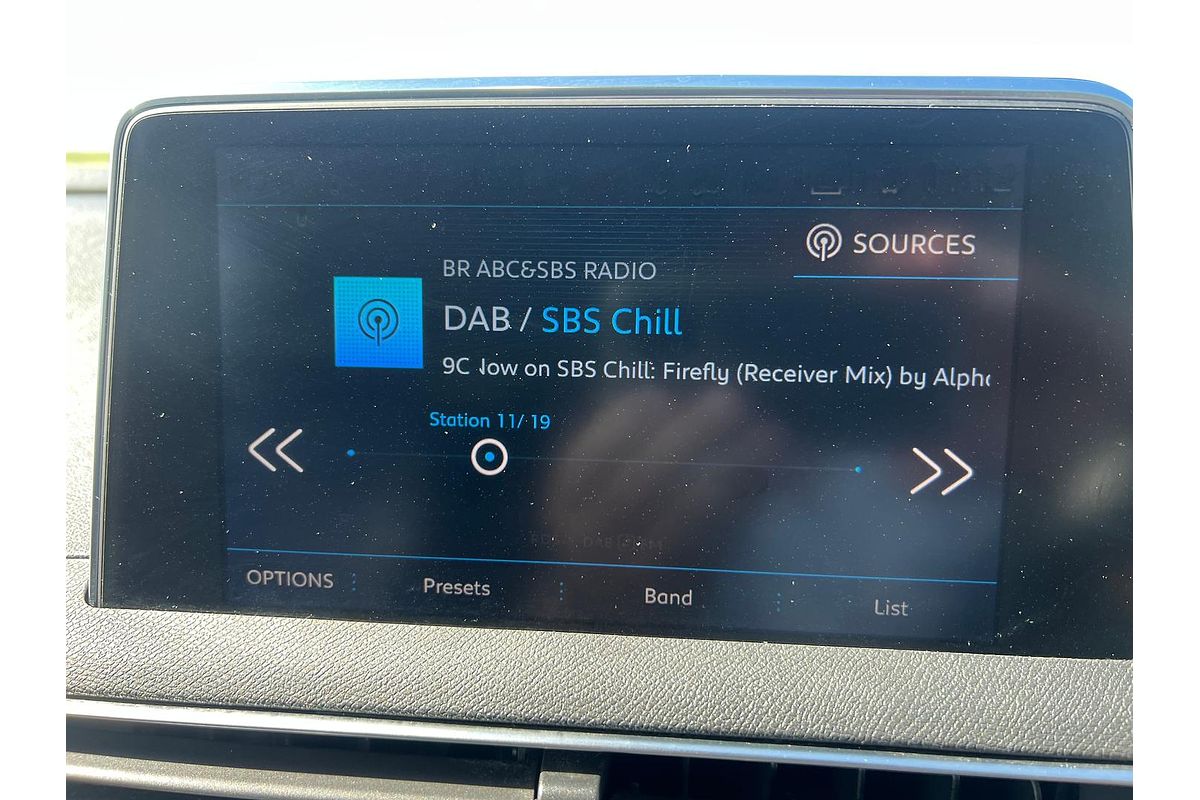 SOURCES
BR ABC&SBS RADIO
DAB / SBS Chill
9C Now on SBS Chill: Firefly (Receiver Mix) by Alpha
Station 11/ 19
OPTIONS
Presets
Band
List